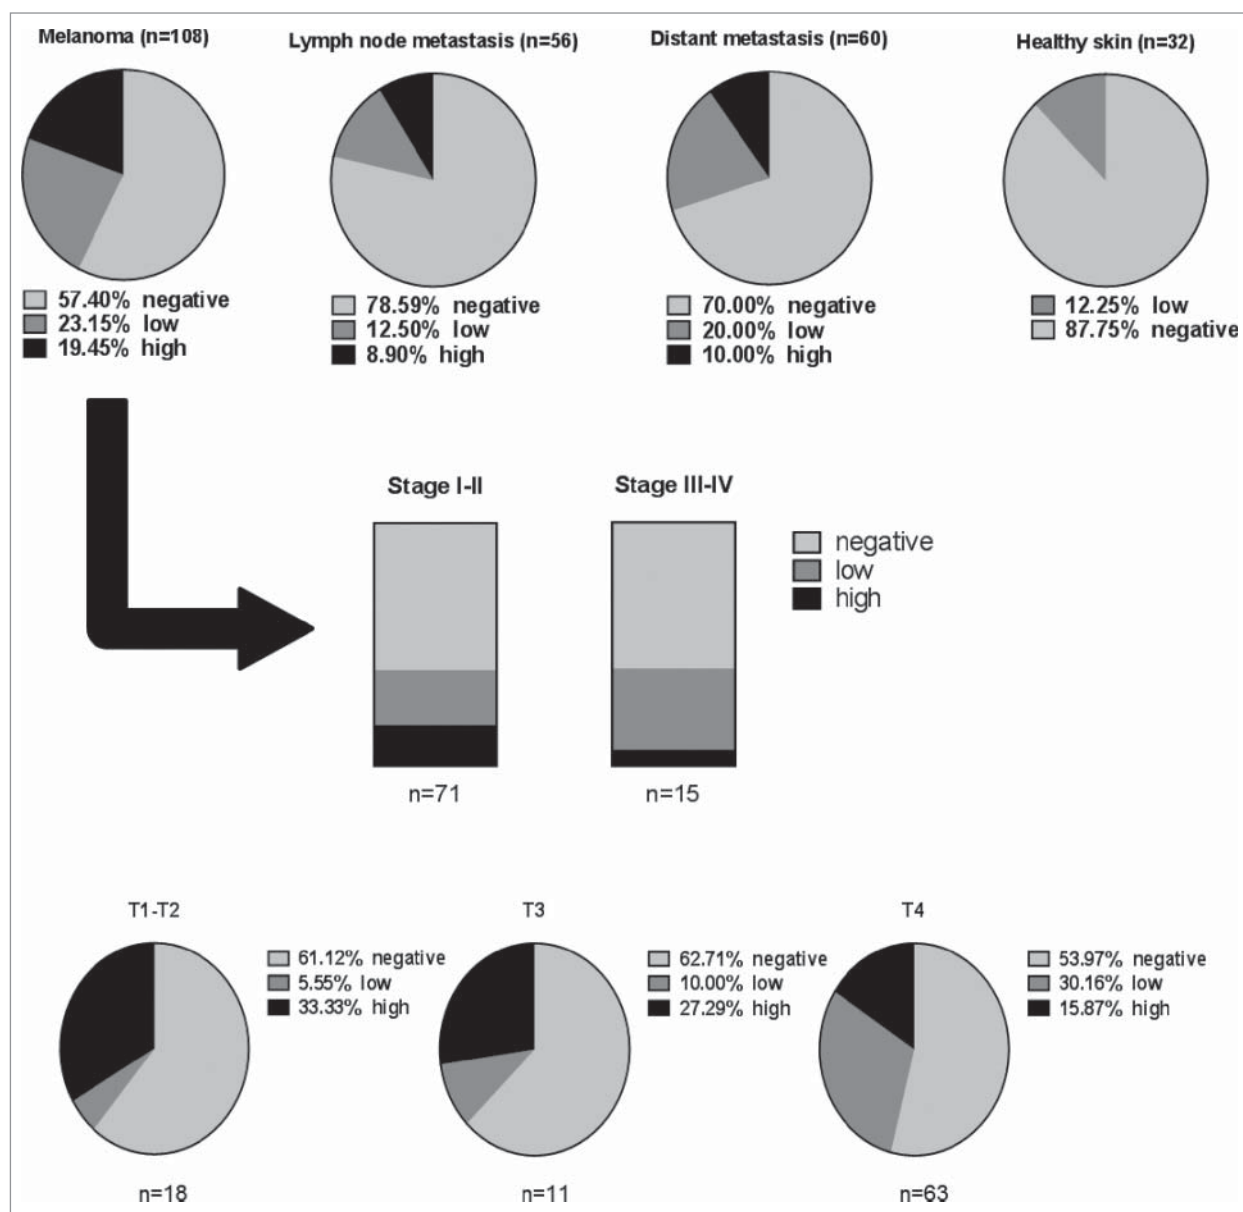 Melanoma (n=108)
Lymph node metastasis (n=56)
Distant metastasis (n=60)
Healthy skin (n=32)
57.40% negative
23.15% low
19.45% high
78.59% negative
12.50% low
8.90% high
70.00% negative
20.00% low
10.00% high
12.25% low
87.75% negative
Stage I-II
Stage III-IV
negative
low
high
n=71
n=15
T1-T2
T3
T4
61.12% negative
5.55% low
33.33% high
62.71% negative
10.00% low
27.29% high
53.97% negative
30.16% low
15.87% high
n=18
n=11
n=63